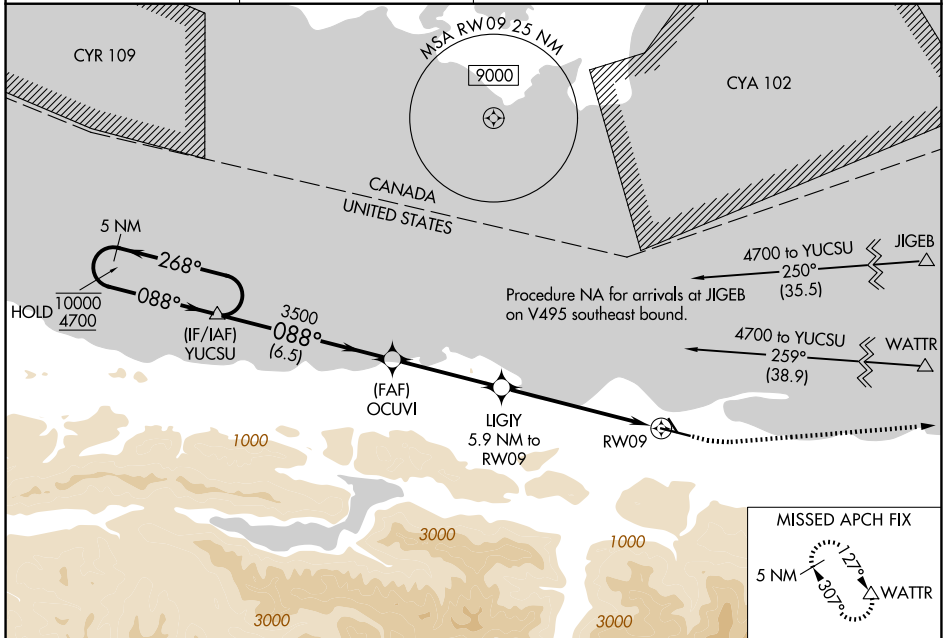 CYR 109
MSA RW09 25 NM
9000
CYA 102
CANADA
UNITED STATES
5 NM
268°
088°
HOLD
10000
4700
(IF/IAF)
YUCSU
3500
088°
(6.5)
(FAF)
OCUVI
LIGIY
5.9 NM to
RW09
RW09
4700 to YUCSU
250°
(35.5)
JIGEB
Procedure NA for arrivals at JIGEB
on V495 southeast bound.
4700 to YUCSU
259°
(38.9)
WATTR
1000
3000
1000
3000
3000
MISSED APCH FIX
5 NM
127°
307°
WATTR